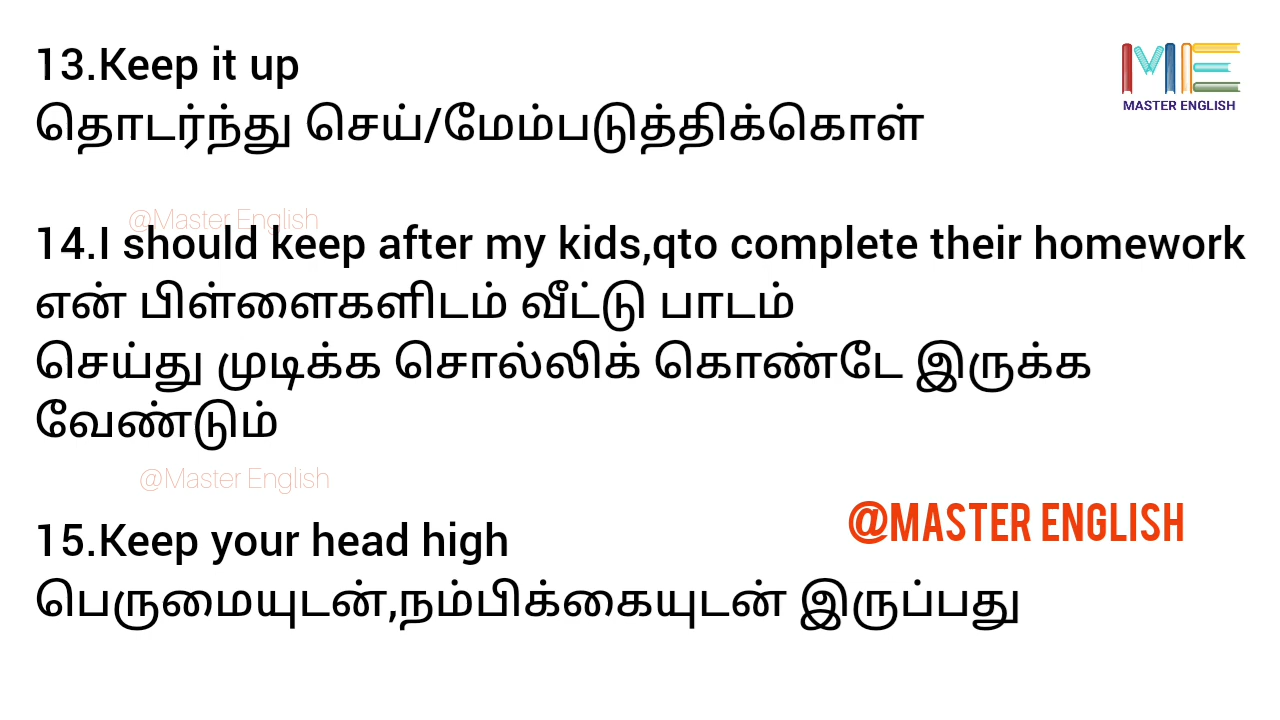 13.Keep it up
தொடர்ந்து செய்/மேம்படுத்திக்கொள்
MASTER ENGLISH
@Master English
14.I should keep after my kids,qto complete their homework
என் பிள்ளைகளிடம் வீட்டு பாடம்
செய்து முடிக்க சொல்லிக் கொண்டே இருக்க
வேண்டும்
@Master English
@MASTER ENGLISH
15.Keep your head high
பெருமையுடன்,நம்பிக்கையுடன் இருப்பது